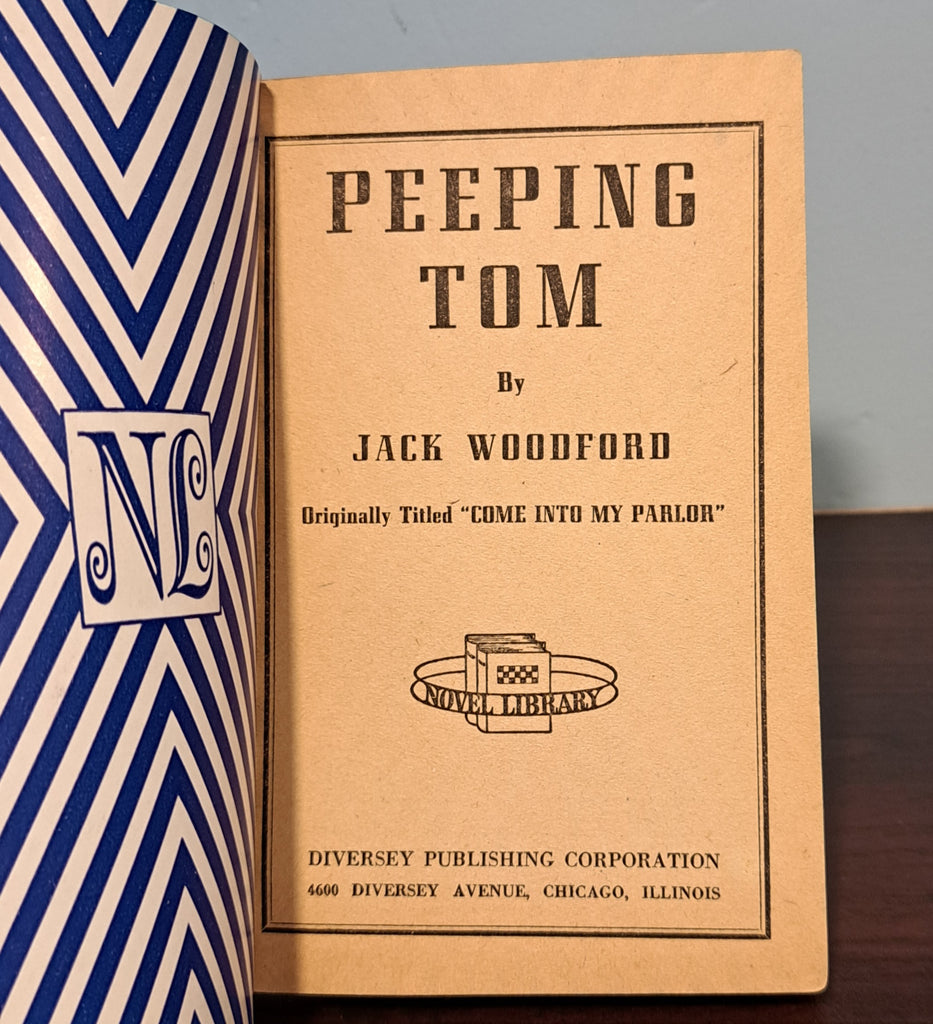 NL
PEEPING
TOM
By
JACK WOODFORD
Originally Titled “COME INTO MY PARLOR”
NOVEL LIBRARY
DIVERSEY PUBLISHING CORPORATION
4600 DIVERSEY AVENUE, CHICAGO, ILLINOIS